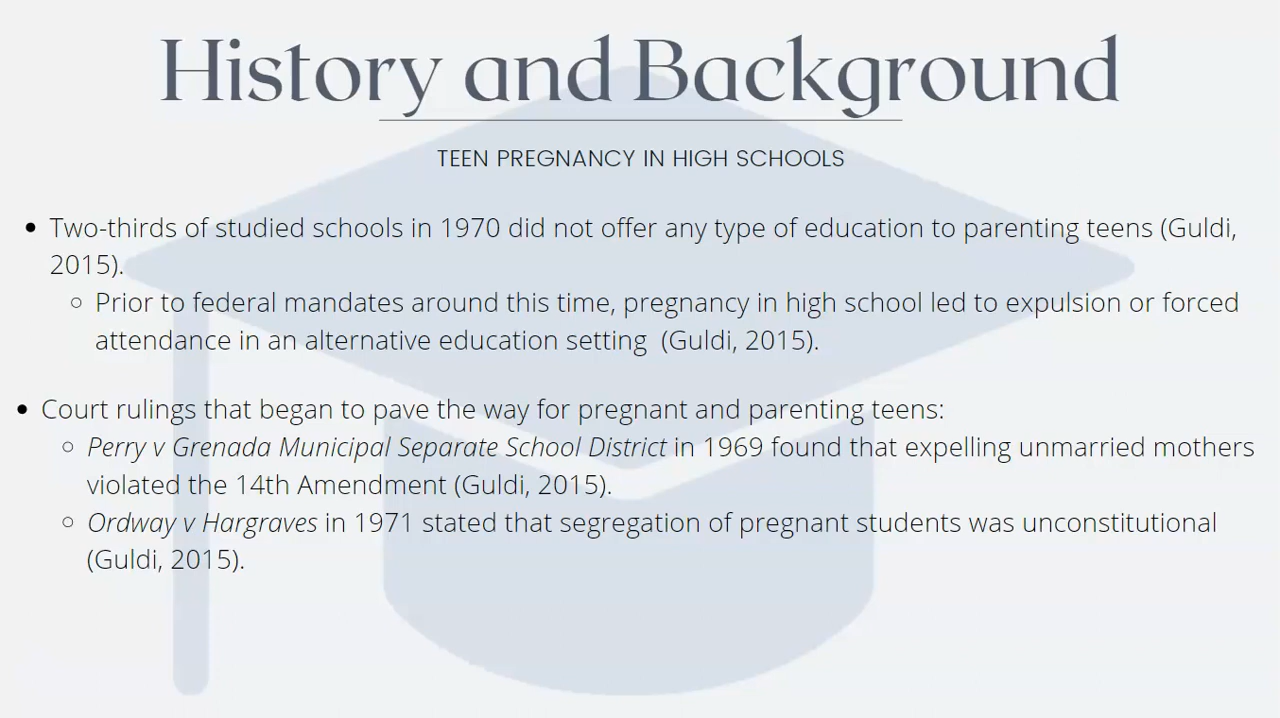 History and Background
TEEN PREGNANCY IN HIGH SCHOOLS
• Two-thirds of studied schools in 1970 did not offer any type of education to parenting teens (Guldi,
2015).
○ Prior to federal mandates around this time, pregnancy in high school led to expulsion or forced
attendance in an alternative education setting (Guldi, 2015).
• Court rulings that began to pave the way for pregnant and parenting teens:
○ Perry v Grenada Municipal Separate School District in 1969 found that expelling unmarried mothers
violated the 14th Amendment (Guldi, 2015).
○ Ordway v Hargraves in 1971 stated that segregation of pregnant students was unconstitutional
(Guldi, 2015).